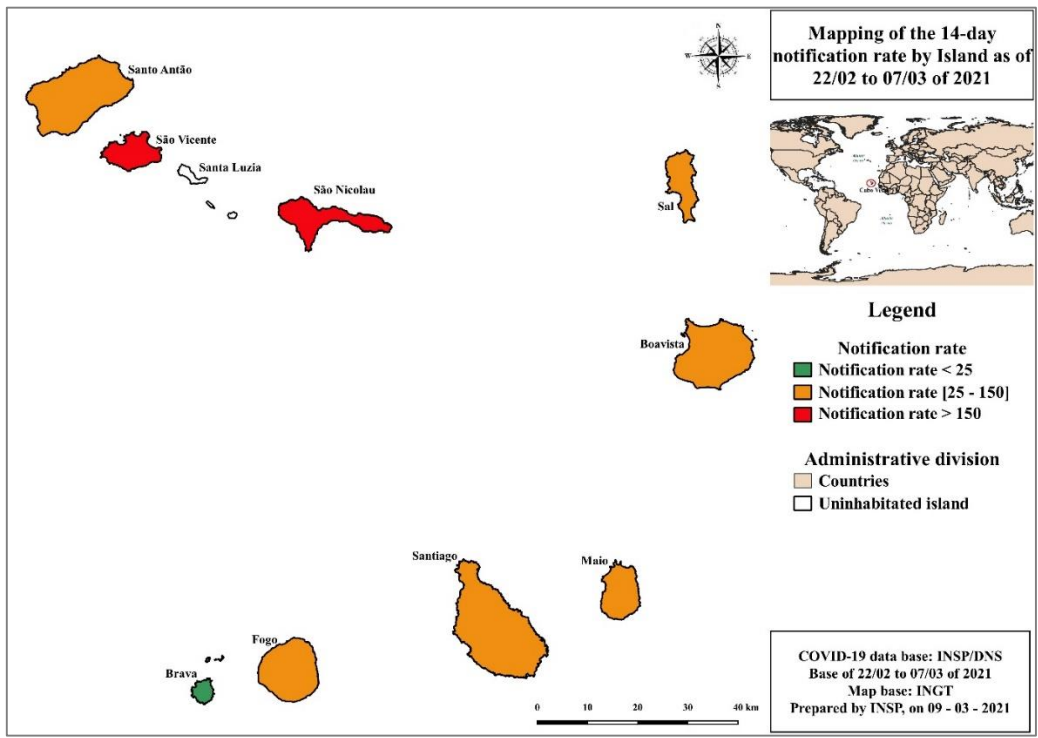 Mapping of the 14-day
notification rate by Island as of
22/02 to 07/03 of 2021
N
W
E
S
Santo Antão
São Vicente
Santa Luzia
São Nicolau
Sal
Boavista
Santiago
Maio
Fogo
Brava
Legend
Notification rate
Notification rate < 25
Notification rate [25 - 150]
Notification rate > 150
Administrative division
Countries
Uninhabitated island
0 10 20 30 40 km
COVID-19 data base: INSP/DNS
Base of 22/02 to 07/03 of 2021
Map base: INGT
Prepared by INSP, on 09 - 03 - 2021